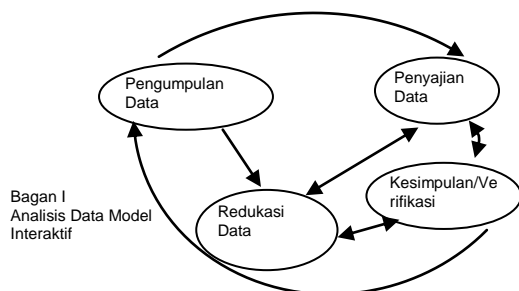 Pengumpulan
Data
Penyajian
Data
Kesimpulan/Ve
rifikasi
Redukasi
Data
Bagan I
Analisis Data Model
Interaktif